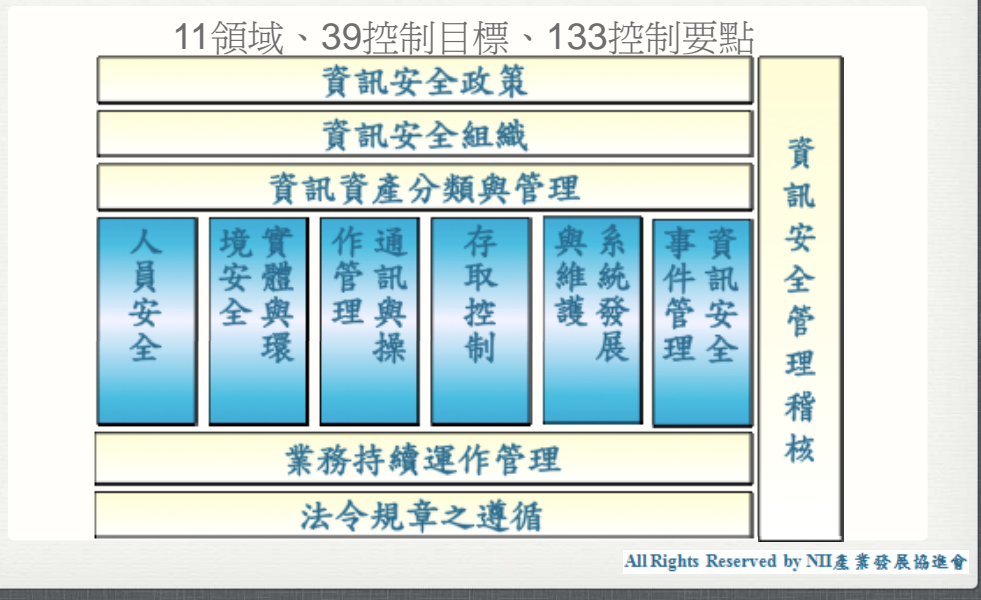 11領域、39控制目標、133控制要點
資訊安全政策
資訊安全組織
資訊資產分類與管理
人員安全
實體與環
境安全
通訊與操
作管理
存取控制
系統發展
與維護
資訊安全
事件管理
業務持續運作管理
法令規章之遵循
資訊安全管理稽核
All Rights Reserved by NII產業發展協進會